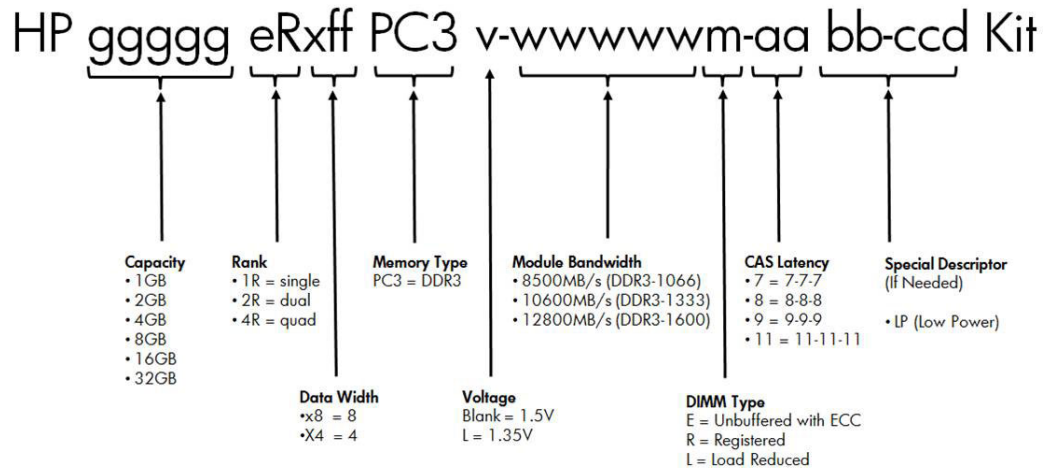 HP ggggg eRxff PC3 v-wwwwwm-aa bb-ccd Kit
Capacity
• 1GB
• 2GB
• 4GB
• 8GB
• 16GB
• 32GB
Rank
• 1R = single
• 2R = dual
• 4R = quad
Memory Type
PC3 = DDR3
Module Bandwidth
• 8500MB/s (DDR3-1066)
• 10600MB/s (DDR3-1333)
• 12800MB/s (DDR3-1600)
CAS Latency
• 7 = 7-7-7
• 8 = 8-8-8
• 9 = 9-9-9
• 11 = 11-11-11
Special Descriptor
(If Needed)
• LP (Low Power)
Data Width
•x8 = 8
•X4 = 4
Voltage
Blank = 1.5V
L = 1.35V
DIMM Type
E = Unbuffered with ECC
R = Registered
L = Load Reduced